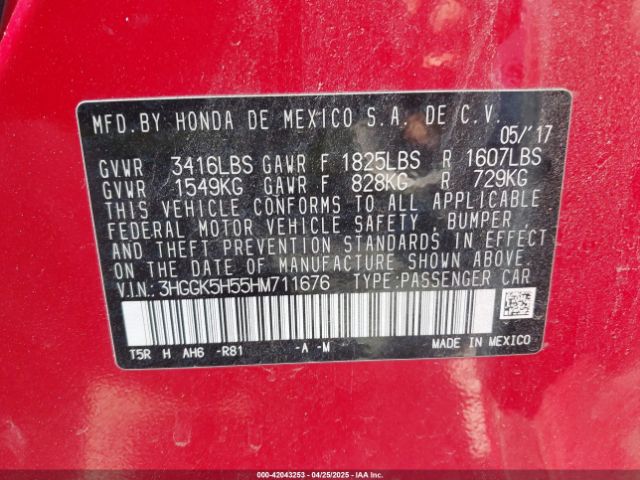 MFD.BY HONDA DE MEXICO S.A. DE C.V.
05/'17
GVWR 3416LBS GAWR F 1825LBS R 1607LBS
GVWR 1549KG GAWR F 828KG R 729KG
THIS VEHICLE CONFORMS TO ALL APPLICABLE
FEDERAL MOTOR VEHICLE SAFETY, BUMPER
AND THEFT PREVENTION STANDARDS IN EFFECT
ON THE DATE OF MANUFACTURE SHOWN ABOVE.
V.I.N.: 3HGGK5H55HM711676 TYPE:PASSENGER CAR
T5R H AH6 -R81 -A -M MADE IN MEXICO
000-42043253 - 04/25/2025 - IAA Inc.